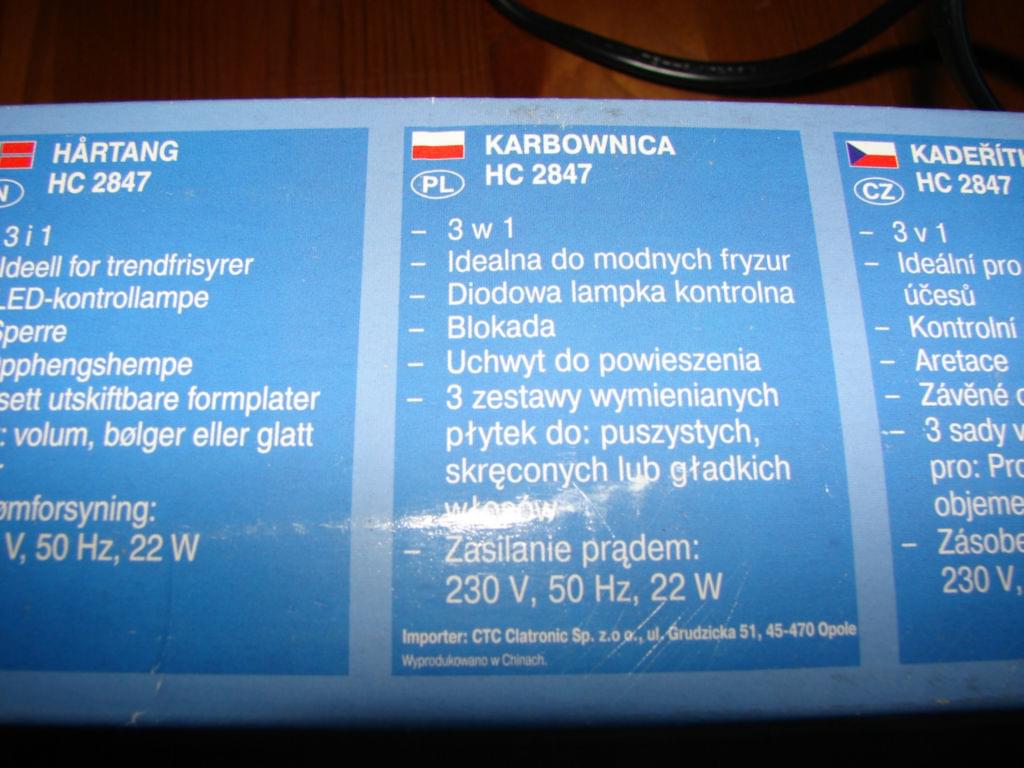 HÅRTANG
HC 2847
N
3 i 1
Ideell for trendfrisyrer
LED-kontrollampe
Sperre
pphengshempe
sett utskiftbare formplater
: volum, bølger eller glatt
ømforsyning:
V, 50 Hz, 22 W
KARBOWNICA
PL HC 2847
– 3 w 1
– Idealna do modnych fryzur
– Diodowa lampka kontrolna
– Blokada
– Uchwyt do powieszenia
– 3 zestawy wymienianych
płytek do: puszystych,
skręconych lub gładkich
włosów
– Zasilanie prądem:
230 V, 50 Hz, 22 W
Importer: CTC Clatronic Sp. z.o o., ul. Grudzicka 51, 45-470 Opole
Wyprodukowano w Chinach.
KADEŘÍTI
CZ HC 2847
– 3 v 1
– Ideální pro
účesů
– Kontrolní
– Aretace
– Závěné
– 3 sady v
pro: Pro
objeme
– Zásobe
230 V,